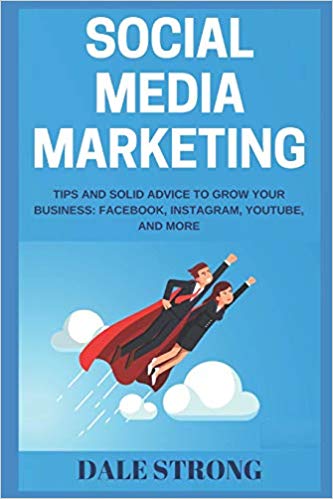 SOCIAL
MEDIA
MARKETING
TIPS AND SOLID ADVICE TO GROW YOUR
BUSINESS: FACEBOOK, INSTAGRAM, YOUTUBE,
AND MORE
DALE STRONG